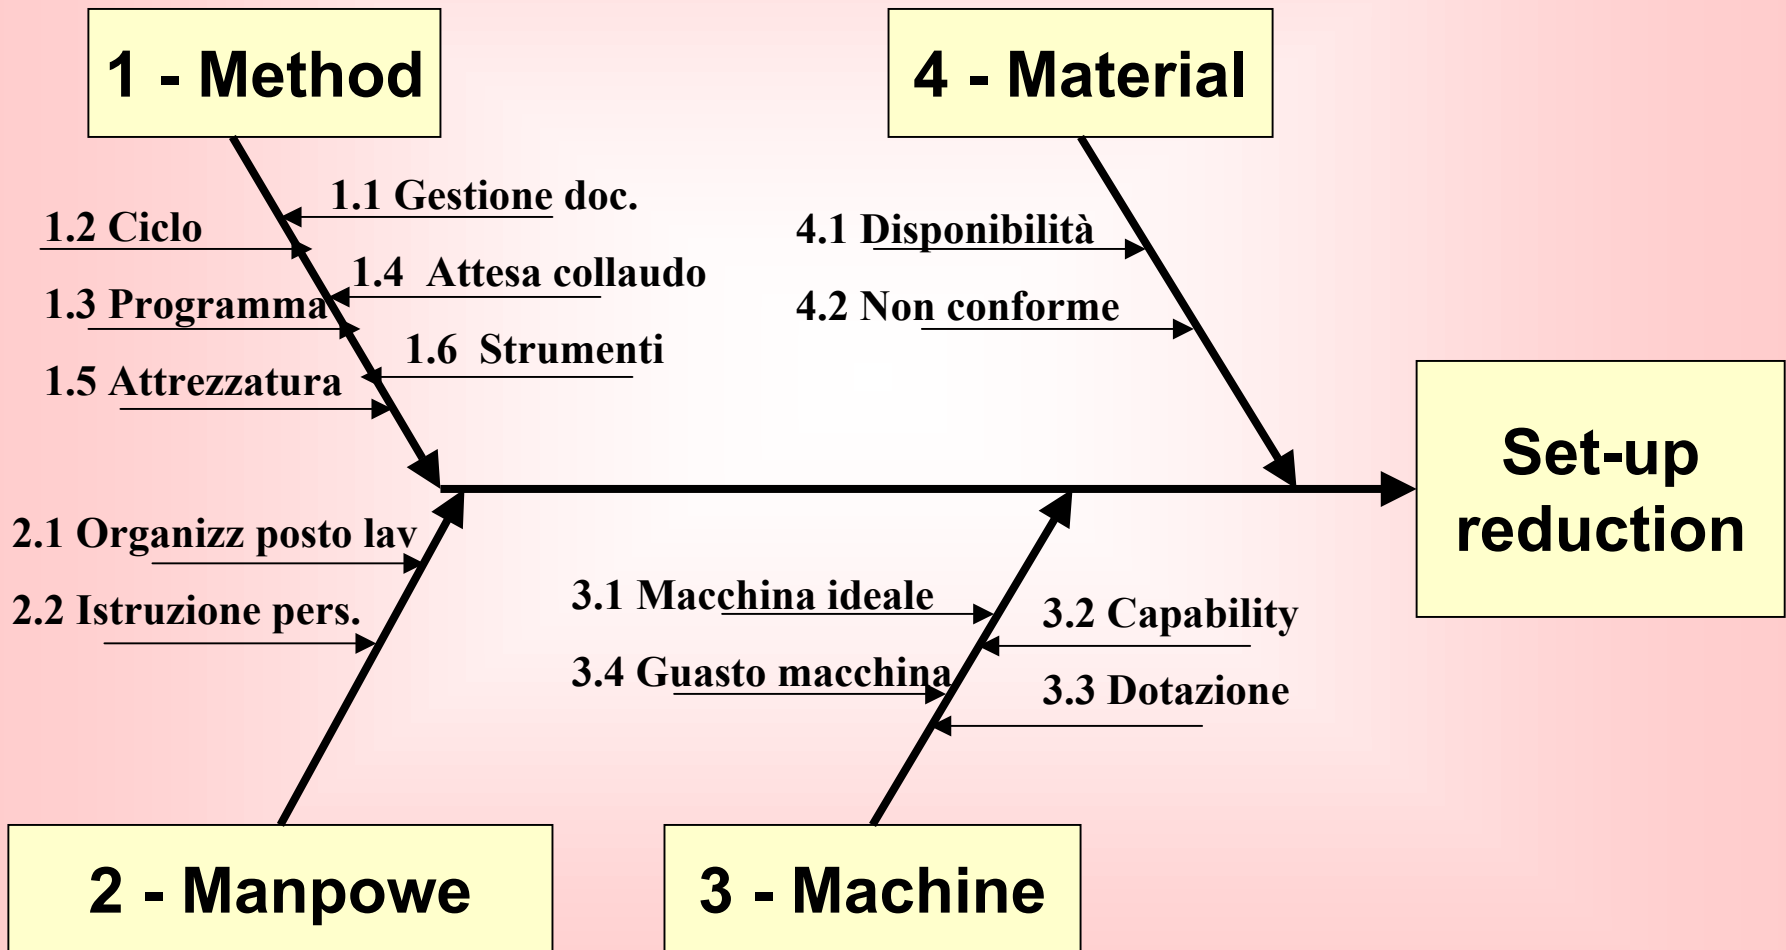 1 - Method
4 - Material
1.1 Gestione doc.
1.2 Ciclo
1.4 Attesa collaudo
1.3 Programma
1.6 Strumenti
1.5 Attrezzatura
4.1 Disponibilità
4.2 Non conforme
Set-up
reduction
2.1 Organizz posto lav
2.2 Istruzione pers.
3.1 Macchina ideale
3.2 Capability
3.4 Guasto macchina
3.3 Dotazione
2 - Manpowe
3 - Machine